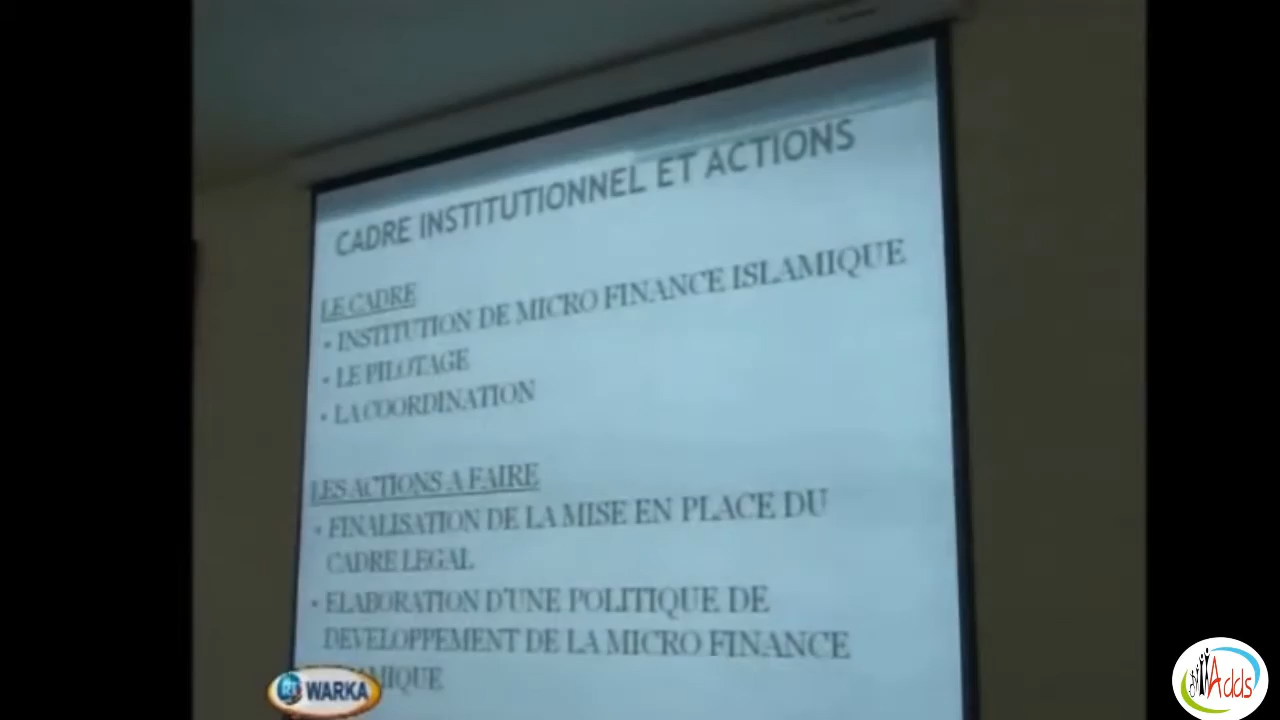 CADRE INSTITUTIONNEL ET ACTIONS
LE CADRE
• INSTITUTION DE MICRO FINANCE ISLAMIQUE
• LE PILOTAGE
• LA COORDINATION
LES ACTIONS A FAIRE
• FINALISATION DE LA MISE EN PLACE DU
CADRE LEGAL
• ELABORATION D'UNE POLITIQUE DE
DEVELOPPEMENT DE LA MICRO FINANCE
MIQUE
WARKA
Adds